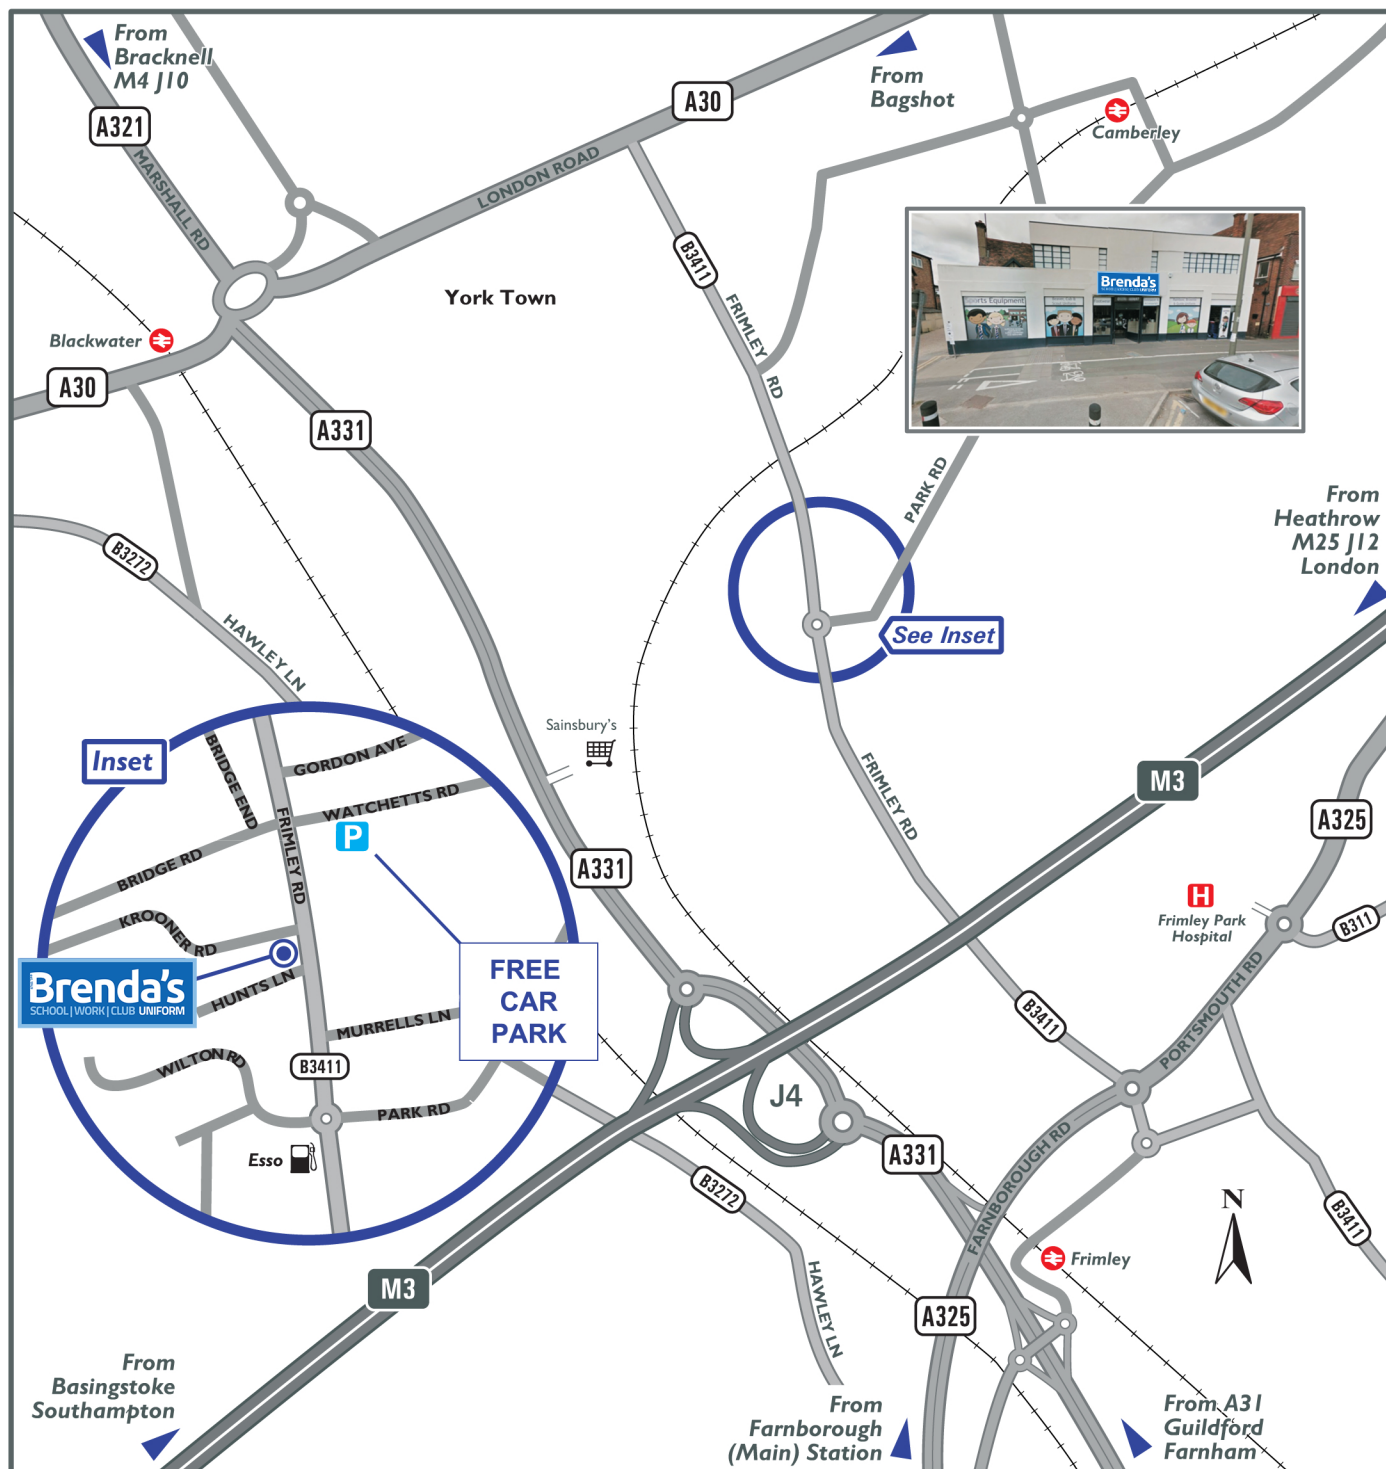 From
Bracknell
M4 J10
A321
MARSHALL RD
A30
LONDON ROAD
From
Bagshot
Camberley
B3411
FRIMLEY
RD
York Town
Blackwater
A30
A331
Sports Equipment
Brenda's
PARK RD
From
Heathrow
M25 J12
London
B3272
HAWLEY LN
See Inset
Sainsbury's
FRIMLEY RD
M3
A325
Inset
BRIDGE END
GORDON AVE
WATCHETTS RD
P
FRIMLEY RD
BRIDGE RD
KROONER RD
Brenda's
SCHOOL | WORK | CLUB UNIFORM
HUNTS LN
MURRELLS LN
WILTON RD
B3411
PARK RD
Esso
FREE
CAR
PARK
A331
H
Frimley Park
Hospital
B311
B3411
PORTSMOUTH RD
J4
A331
FARNBOROUGH RD
B3272
HAWLEY LN
N
B3411
Frimley
M3
A325
From
Basingstoke
Southampton
From
Farnborough
(Main) Station
From A31
Guildford
Farnham